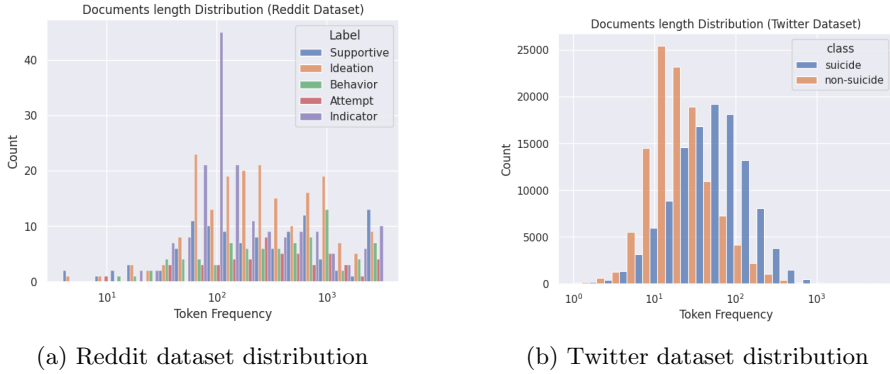 Documents length Distribution (Reddit Dataset)
Label
Supportive
Ideation
Behavior
Attempt
Indicator
Count
40
30
20
10
0
10¹
10²
10³
Token Frequency
(a) Reddit dataset distribution
Documents length Distribution (Twitter Dataset)
class
suicide
non-suicide
Count
25000
20000
15000
10000
5000
0
10⁰
10¹
10²
10³
Token Frequency
(b) Twitter dataset distribution